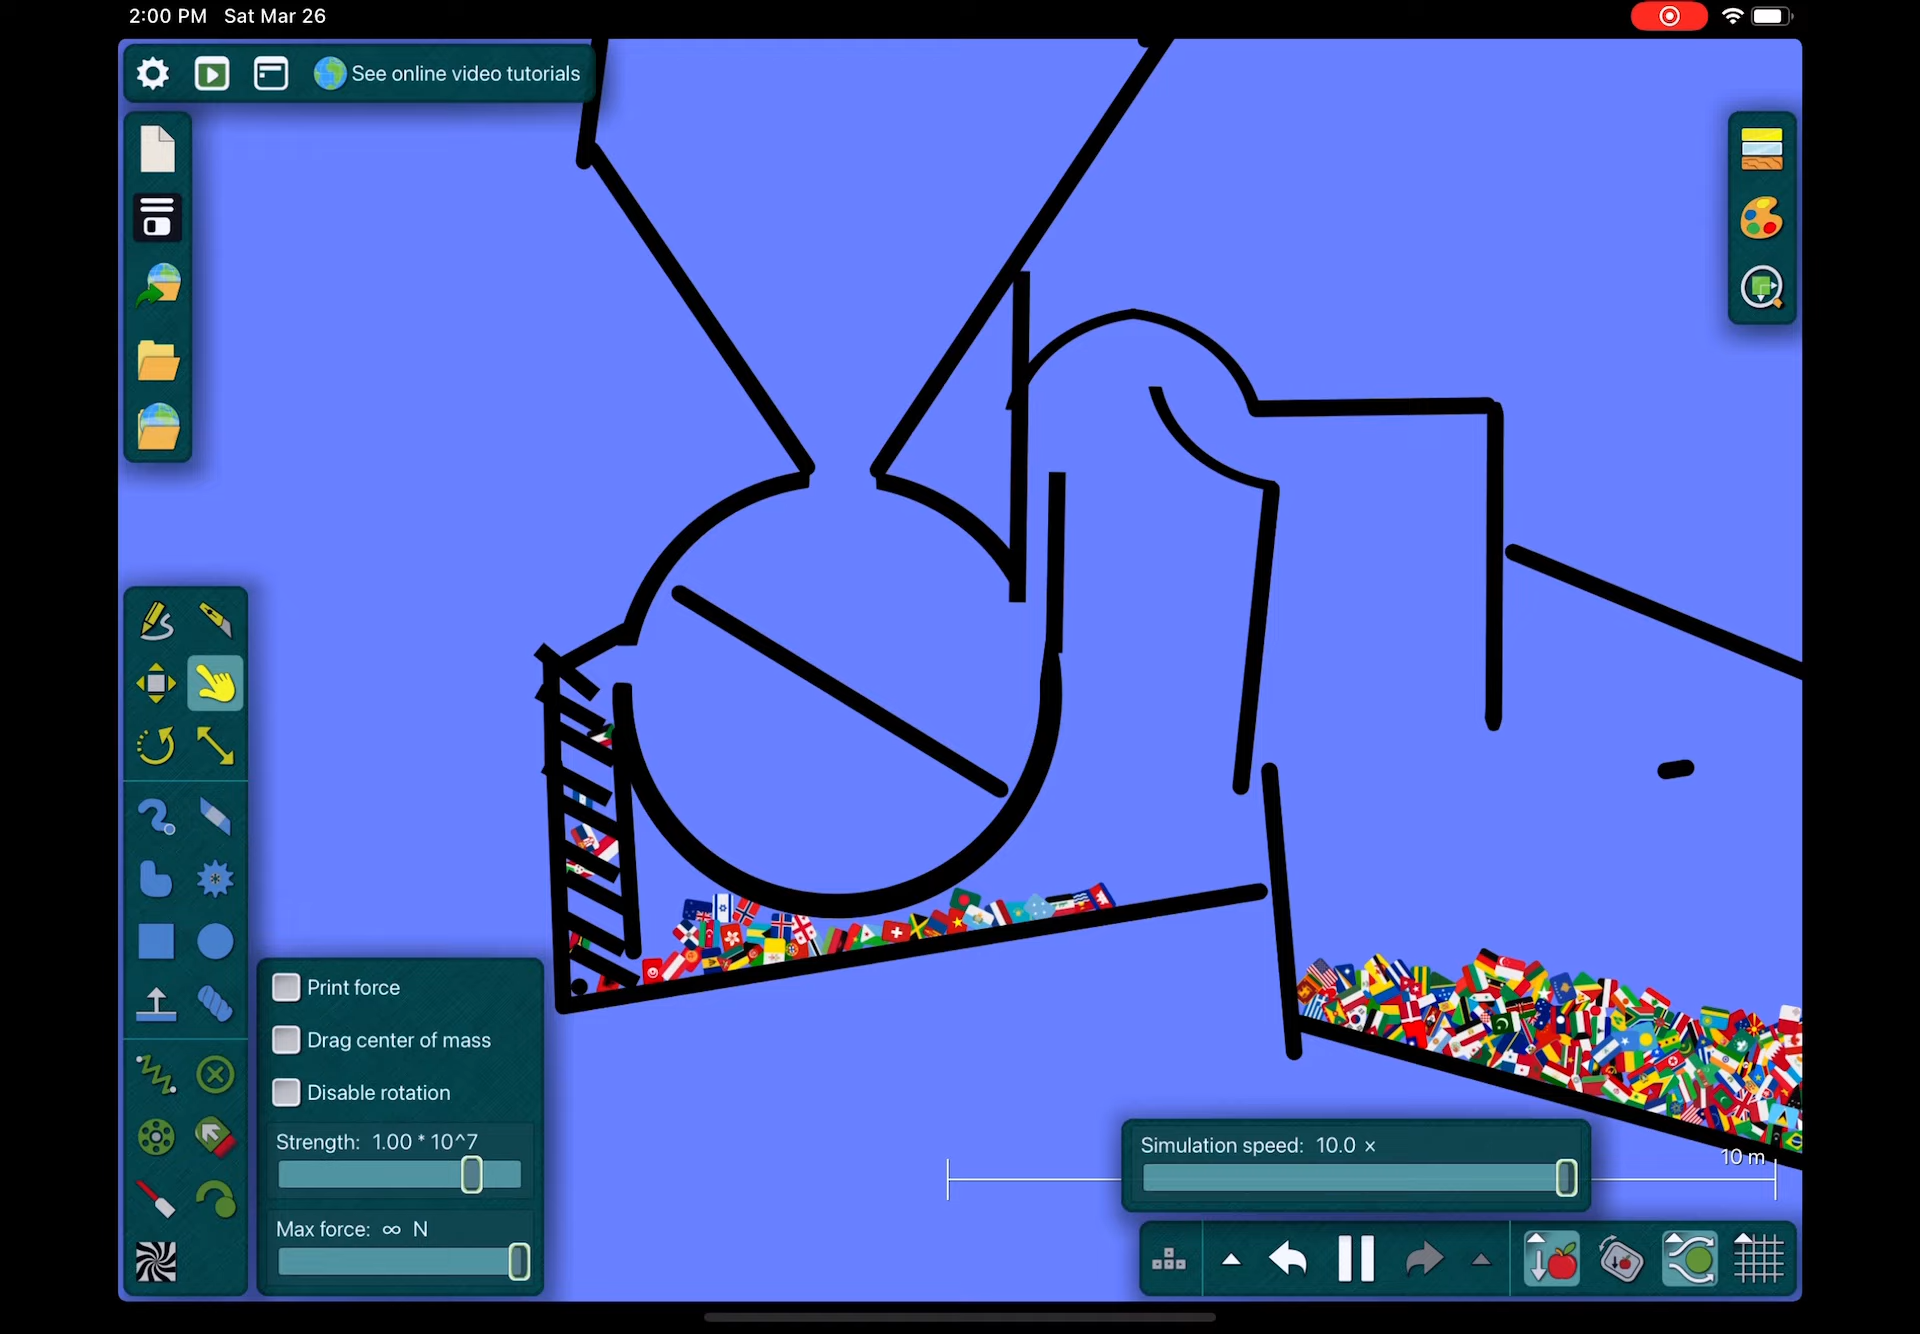 2:00 PM Sat Mar 26
See online video tutorials
Print force
Drag center of mass
Disable rotation
Strength: 1.00 * 10^7
Max force: ∞ N
Simulation speed: 10.0 ×
10 m